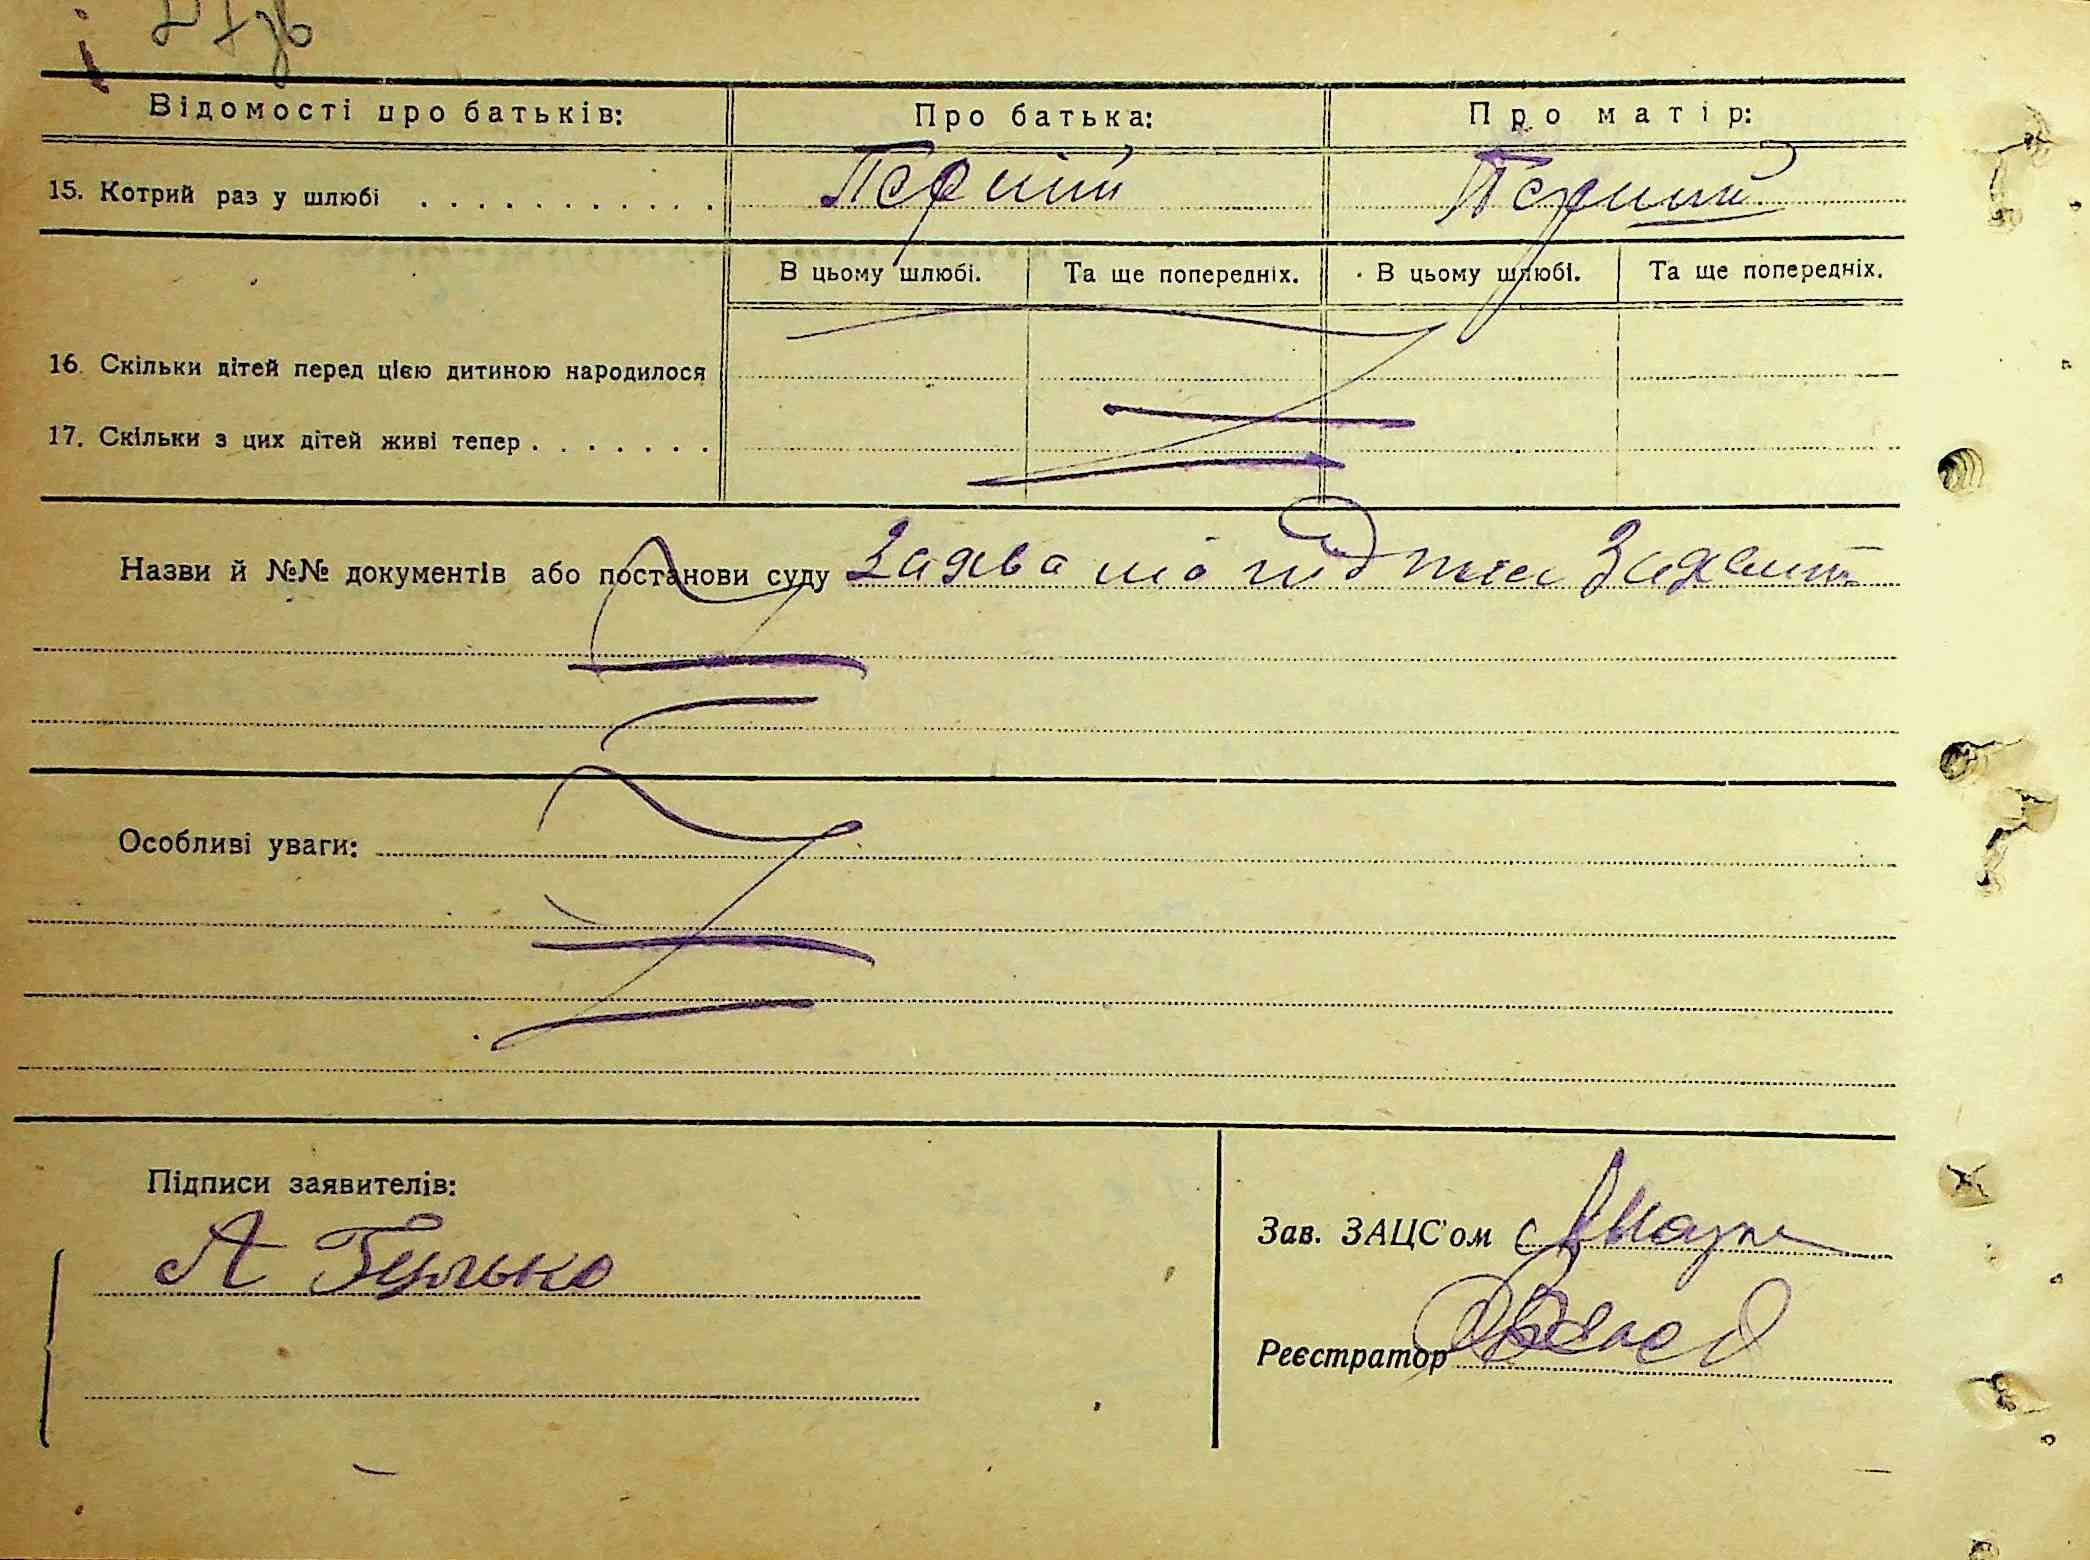 Відомості про батьків: Про батька: Про матір:
15. Котрий раз у шлюбі . . . . . . . . . . . Перший Перший
В цьому шлюбі. Та ще попередніх. В цьому шлюбі. Та ще попередніх.
16. Скільки дітей перед цією дитиною народилося
17. Скільки з цих дітей живі тепер . . . . . . .
Назви й №№ документів або постанови суду Заява
Особливі уваги:
Підписи заявителів:
Зав. ЗАЦС'ом
А Гулько
Реєстратор